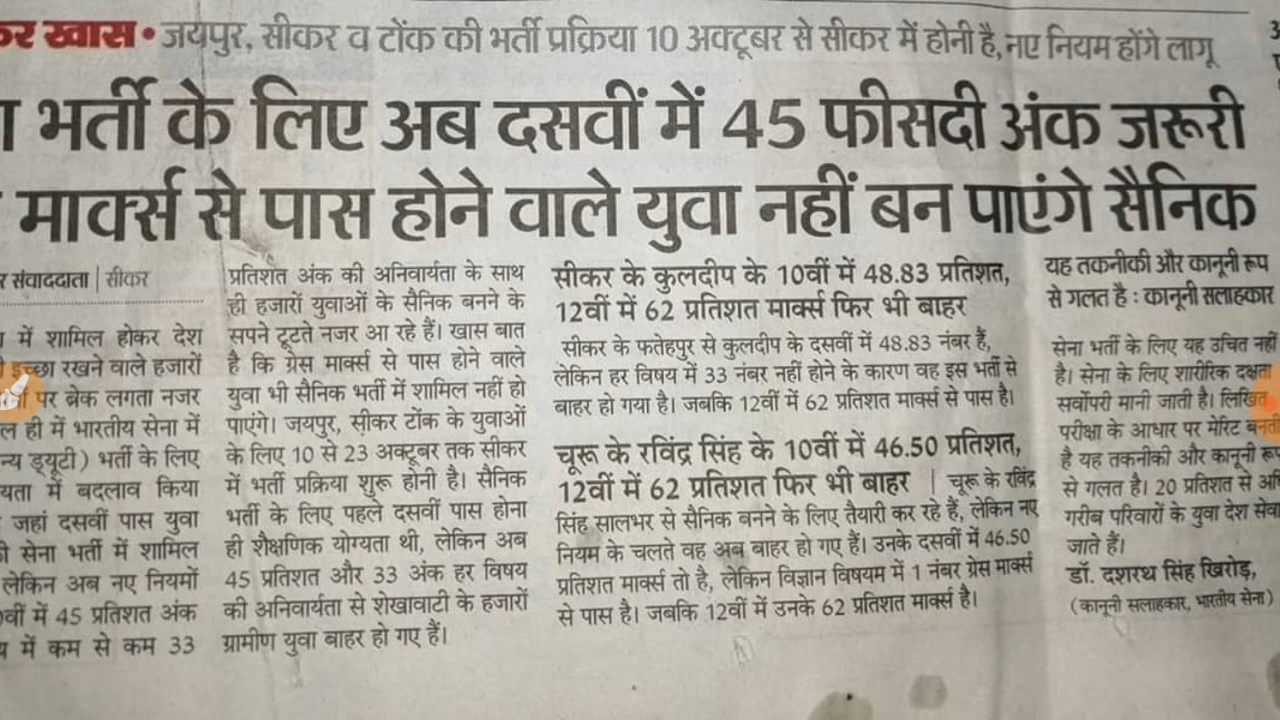 खास • जयपुर, सीकर व टोंक की भर्ती प्रक्रिया 10 अक्टूबर से सीकर में होनी है, नए नियम होंगे लागू
भर्ती के लिए अब दसवीं में 45 फीसदी अंक जरूरी
मार्क्स से पास होने वाले युवा नहीं बन पाएंगे सैनिक
संवाददाता | सीकर
में शामिल होकर देश
इच्छा रखने वाले हजारों
पर ब्रेक लगता नजर
ही में भारतीय सेना में
ड्यूटी) भर्ती के लिए
में बदलाव किया
जहां दसवीं पास युवा
सेना भर्ती में शामिल
लेकिन अब नए नियमों
में 45 प्रतिशत अंक
में कम से कम 33
प्रतिशत अंक की अनिवार्यता के साथ
ही हजारों युवाओं के सैनिक बनने के
सपने टूटते नजर आ रहे हैं। खास बात
है कि ग्रेस मार्क्स से पास होने वाले
युवा भी सैनिक भर्ती में शामिल नहीं हो
पाएंगे। जयपुर, सीकर टोंक के युवाओं
के लिए 10 से 23 अक्टूबर तक सीकर
में भर्ती प्रक्रिया शुरू होनी है। सैनिक
भर्ती के लिए पहले दसवीं पास होना
ही शैक्षणिक योग्यता थी, लेकिन अब
45 प्रतिशत और 33 अंक हर विषय
की अनिवार्यता से शेखावाटी के हजारों
ग्रामीण युवा बाहर हो गए हैं।
सीकर के कुलदीप के 10वीं में 48.83 प्रतिशत,
12वीं में 62 प्रतिशत मार्क्स फिर भी बाहर
सीकर के फतेहपुर से कुलदीप के दसवीं में 48.83 नंबर हैं,
लेकिन हर विषय में 33 नंबर नहीं होने के कारण वह इस भर्ती से
बाहर हो गया है। जबकि 12वीं में 62 प्रतिशत मार्क्स से पास है।
चूरू के रविंद्र सिंह के 10वीं में 46.50 प्रतिशत,
12वीं में 62 प्रतिशत फिर भी बाहर | चूरू के रविंद्र
सिंह सालभर से सैनिक बनने के लिए तैयारी कर रहे हैं, लेकिन नए
नियम के चलते वह अब बाहर हो गए हैं। उनके दसवीं में 46.50
प्रतिशत मार्क्स तो है, लेकिन विज्ञान विषयम में 1 नंबर ग्रेस मार्क्स
से पास है। जबकि 12वीं में उनके 62 प्रतिशत मार्क्स है।
यह तकनीकी और कानूनी रूप
से गलत है : कानूनी सलाहकार
सेना भर्ती के लिए यह उचित नहीं
है। सेना के लिए शारीरिक दक्षता
सर्वोपरी मानी जाती है। लिखित
परीक्षा के आधार पर मेरिट बनती
है यह तकनीकी और कानूनी रूप
से गलत है। 20 प्रतिशत से
गरीब परिवारों के युवा देश सेवा
जाते हैं।
डॉ. दशरथ सिंह खिरोड़,
(कानूनी सलाहकार, भारतीय सेना)